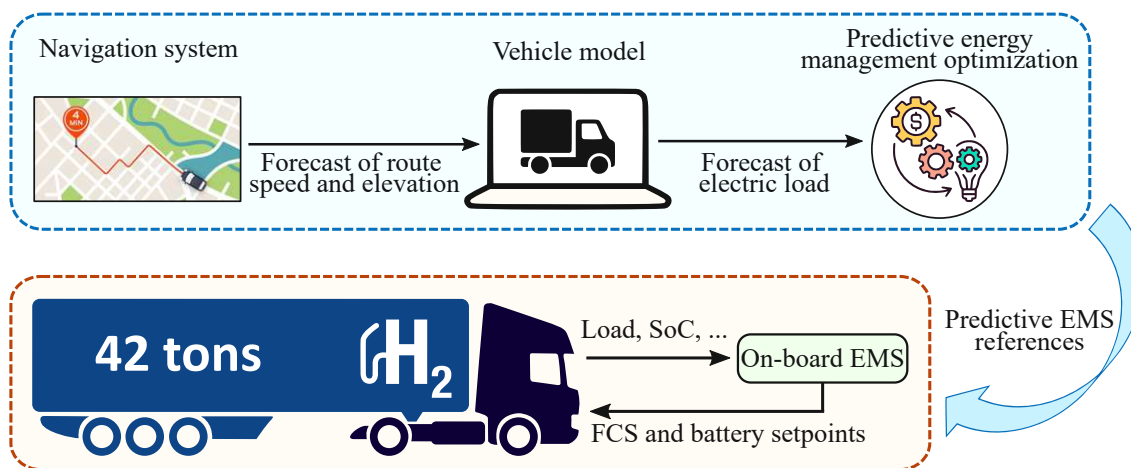 Navigation system
Vehicle model
Predictive energy
management optimization
4
MIN
$
Forecast of route
speed and elevation
Forecast of
electric load
42 tons
H2
Load, SoC, ...
On-board EMS
FCS and battery setpoints
Predictive EMS
references